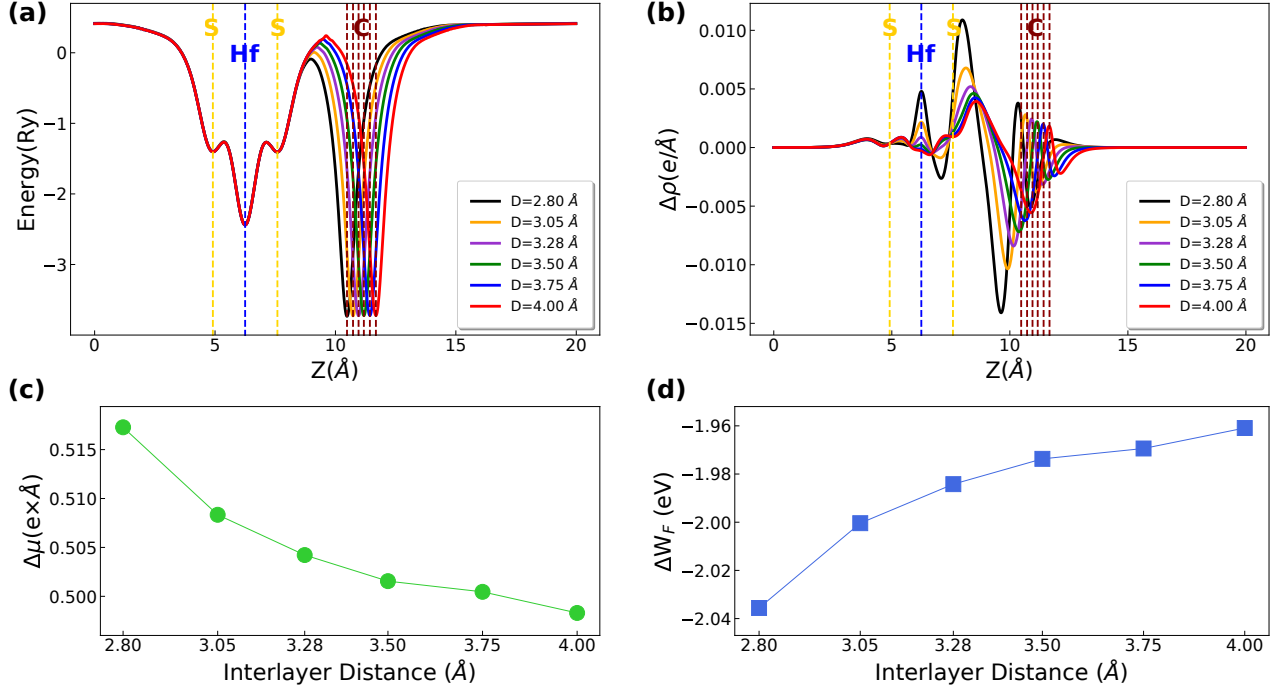 (a)
Energy(Ry)
0
−1
−2
−3
S
Hf
S
C
D=2.80 Å
D=3.05 Å
D=3.28 Å
D=3.50 Å
D=3.75 Å
D=4.00 Å
0 5 10 15 20
Z(Å)
(b)
Δρ(e/Å)
0.010
0.005
0.000
−0.005
−0.010
−0.015
S
Hf
S
C
D=2.80 Å
D=3.05 Å
D=3.28 Å
D=3.50 Å
D=3.75 Å
D=4.00 Å
0 5 10 15 20
Z(Å)
(c)
Δμ(e×Å)
0.515
0.510
0.505
0.500
2.80 3.05 3.28 3.50 3.75 4.00
Interlayer Distance (Å)
(d)
ΔW_F (eV)
−1.96
−1.98
−2.00
−2.02
−2.04
2.80 3.05 3.28 3.50 3.75 4.00
Interlayer Distance (Å)